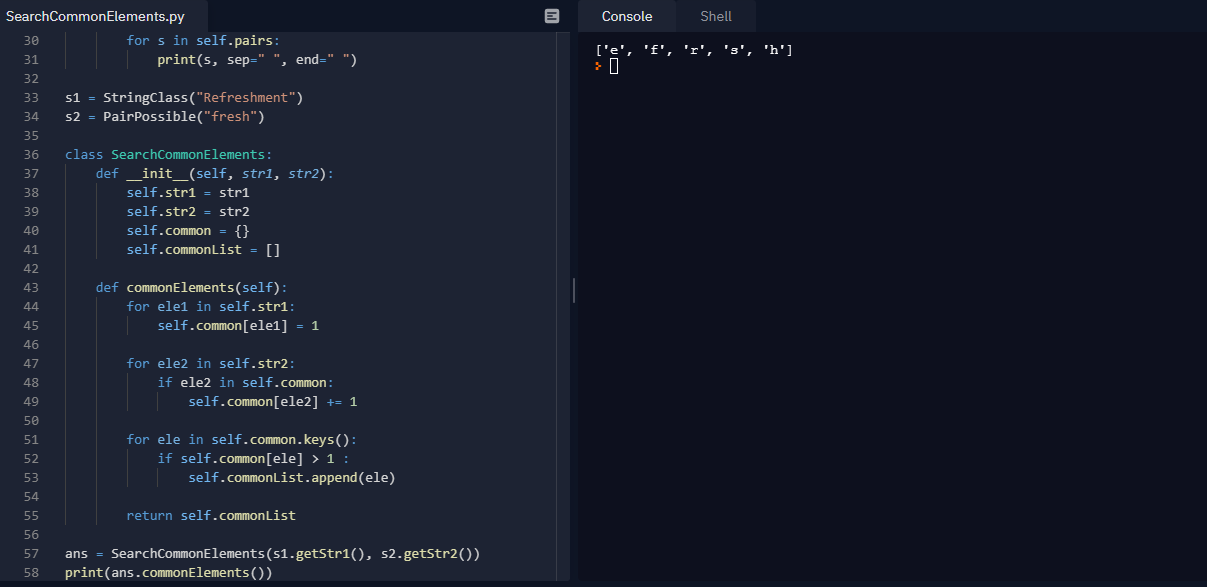 SearchCommonElements.py
30 for s in self.pairs:
31 print(s, sep=" ", end=" ")
32
33 s1 = StringClass("Refreshment")
34 s2 = PairPossible("fresh")
35
36 class SearchCommonElements:
37 def __init__(self, str1, str2):
38 self.str1 = str1
39 self.str2 = str2
40 self.common = {}
41 self.commonList = []
42
43 def commonElements(self):
44 for ele1 in self.str1:
45 self.common[ele1] = 1
46
47 for ele2 in self.str2:
48 if ele2 in self.common:
49 self.common[ele2] += 1
50
51 for ele in self.common.keys():
52 if self.common[ele] > 1 :
53 self.commonList.append(ele)
54
55 return self.commonList
56
57 ans = SearchCommonElements(s1.getStr1(), s2.getStr2())
58 print(ans.commonElements())
Console Shell
['e', 'f', 'r', 's', 'h']